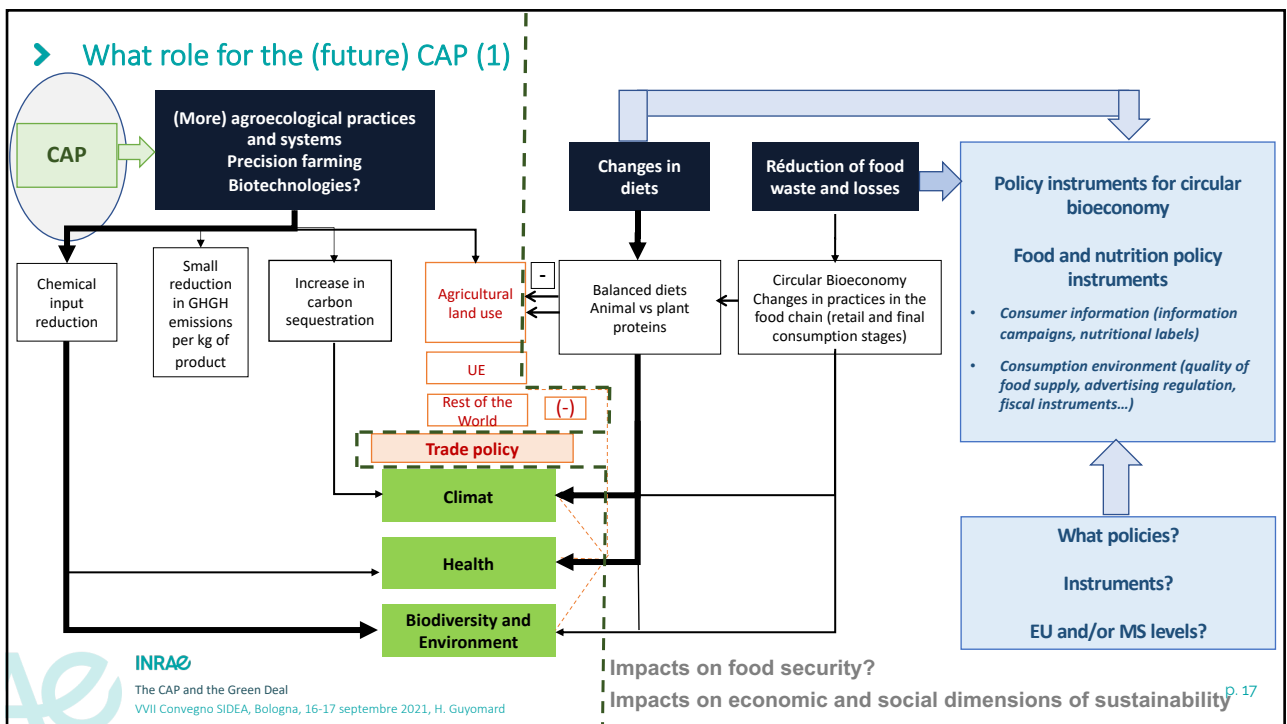 What role for the (future) CAP (1)
CAP
(More) agroecological practices
and systems
Precision farming
Biotechnologies?
Changes in
diets
Réduction of food
waste and losses
Policy instruments for circular
bioeconomy
Food and nutrition policy
instruments
• Consumer information (information
campaigns, nutritional labels)
• Consumption environment (quality of
food supply, advertising regulation,
fiscal instruments…)
Chemical
input
reduction
Small
reduction
in GHGH
emissions
per kg of
product
Increase in
carbon
sequestration
Agricultural
land use
-
Balanced diets
Animal vs plant
proteins
Circular Bioeconomy
Changes in practices in the
food chain (retail and final
consumption stages)
UE
Rest of the
World
(-)
Trade policy
Climat
Health
Biodiversity and
Environment
What policies?
Instruments?
EU and/or MS levels?
INRAE
The CAP and the Green Deal
VVII Convegno SIDEA, Bologna, 16-17 septembre 2021, H. Guyomard
Impacts on food security?
Impacts on economic and social dimensions of sustainability
p. 17